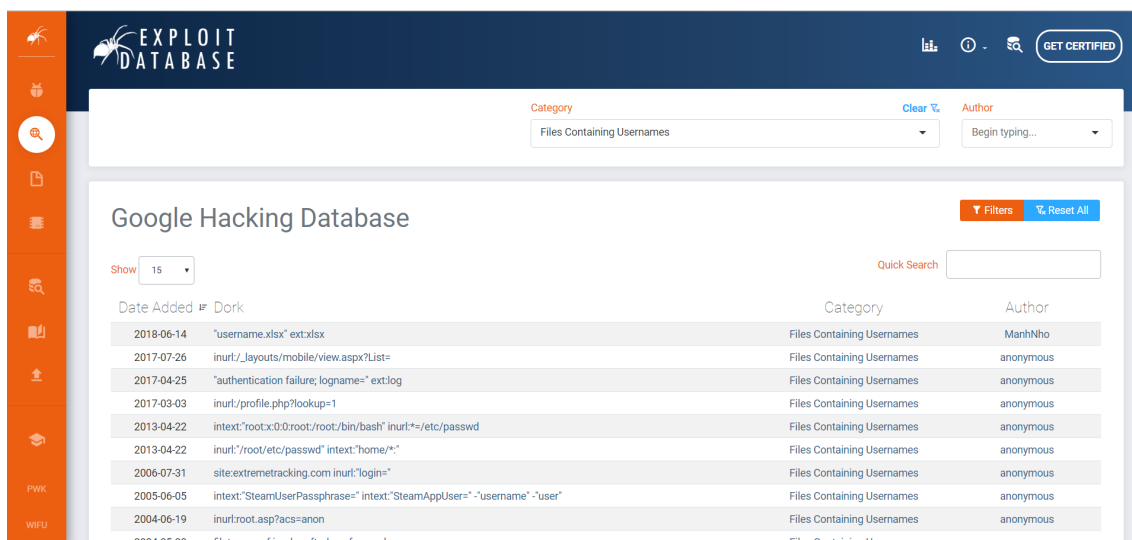 EXPLOIT
DATABASE
GET CERTIFIED
Category
Clear
Author
Files Containing Usernames
Begin typing...
Google Hacking Database
Filters
Reset All
Show 15
Quick Search
Date Added Dork Category Author
2018-06-14 "username.xlsx" ext:xlsx Files Containing Usernames ManhNho
2017-07-26 inurl:/_layouts/mobile/view.aspx?List= Files Containing Usernames anonymous
2017-04-25 "authentication failure; logname=" ext:log Files Containing Usernames anonymous
2017-03-03 inurl:/profile.php?lookup=1 Files Containing Usernames anonymous
2013-04-22 intext:"root:x:0:0:root:/root:/bin/bash" inurl:*=/etc/passwd Files Containing Usernames anonymous
2013-04-22 inurl:"/root/etc/passwd" intext:"home/*:" Files Containing Usernames anonymous
2006-07-31 site:extremetracking.com inurl:"login=" Files Containing Usernames anonymous
2005-06-05 intext:"SteamUserPassphrase=" intext:"SteamAppUser=" -"username" -"user" Files Containing Usernames anonymous
2004-06-19 inurl:root.asp?acs=anon Files Containing Usernames anonymous
PWK
WIFU